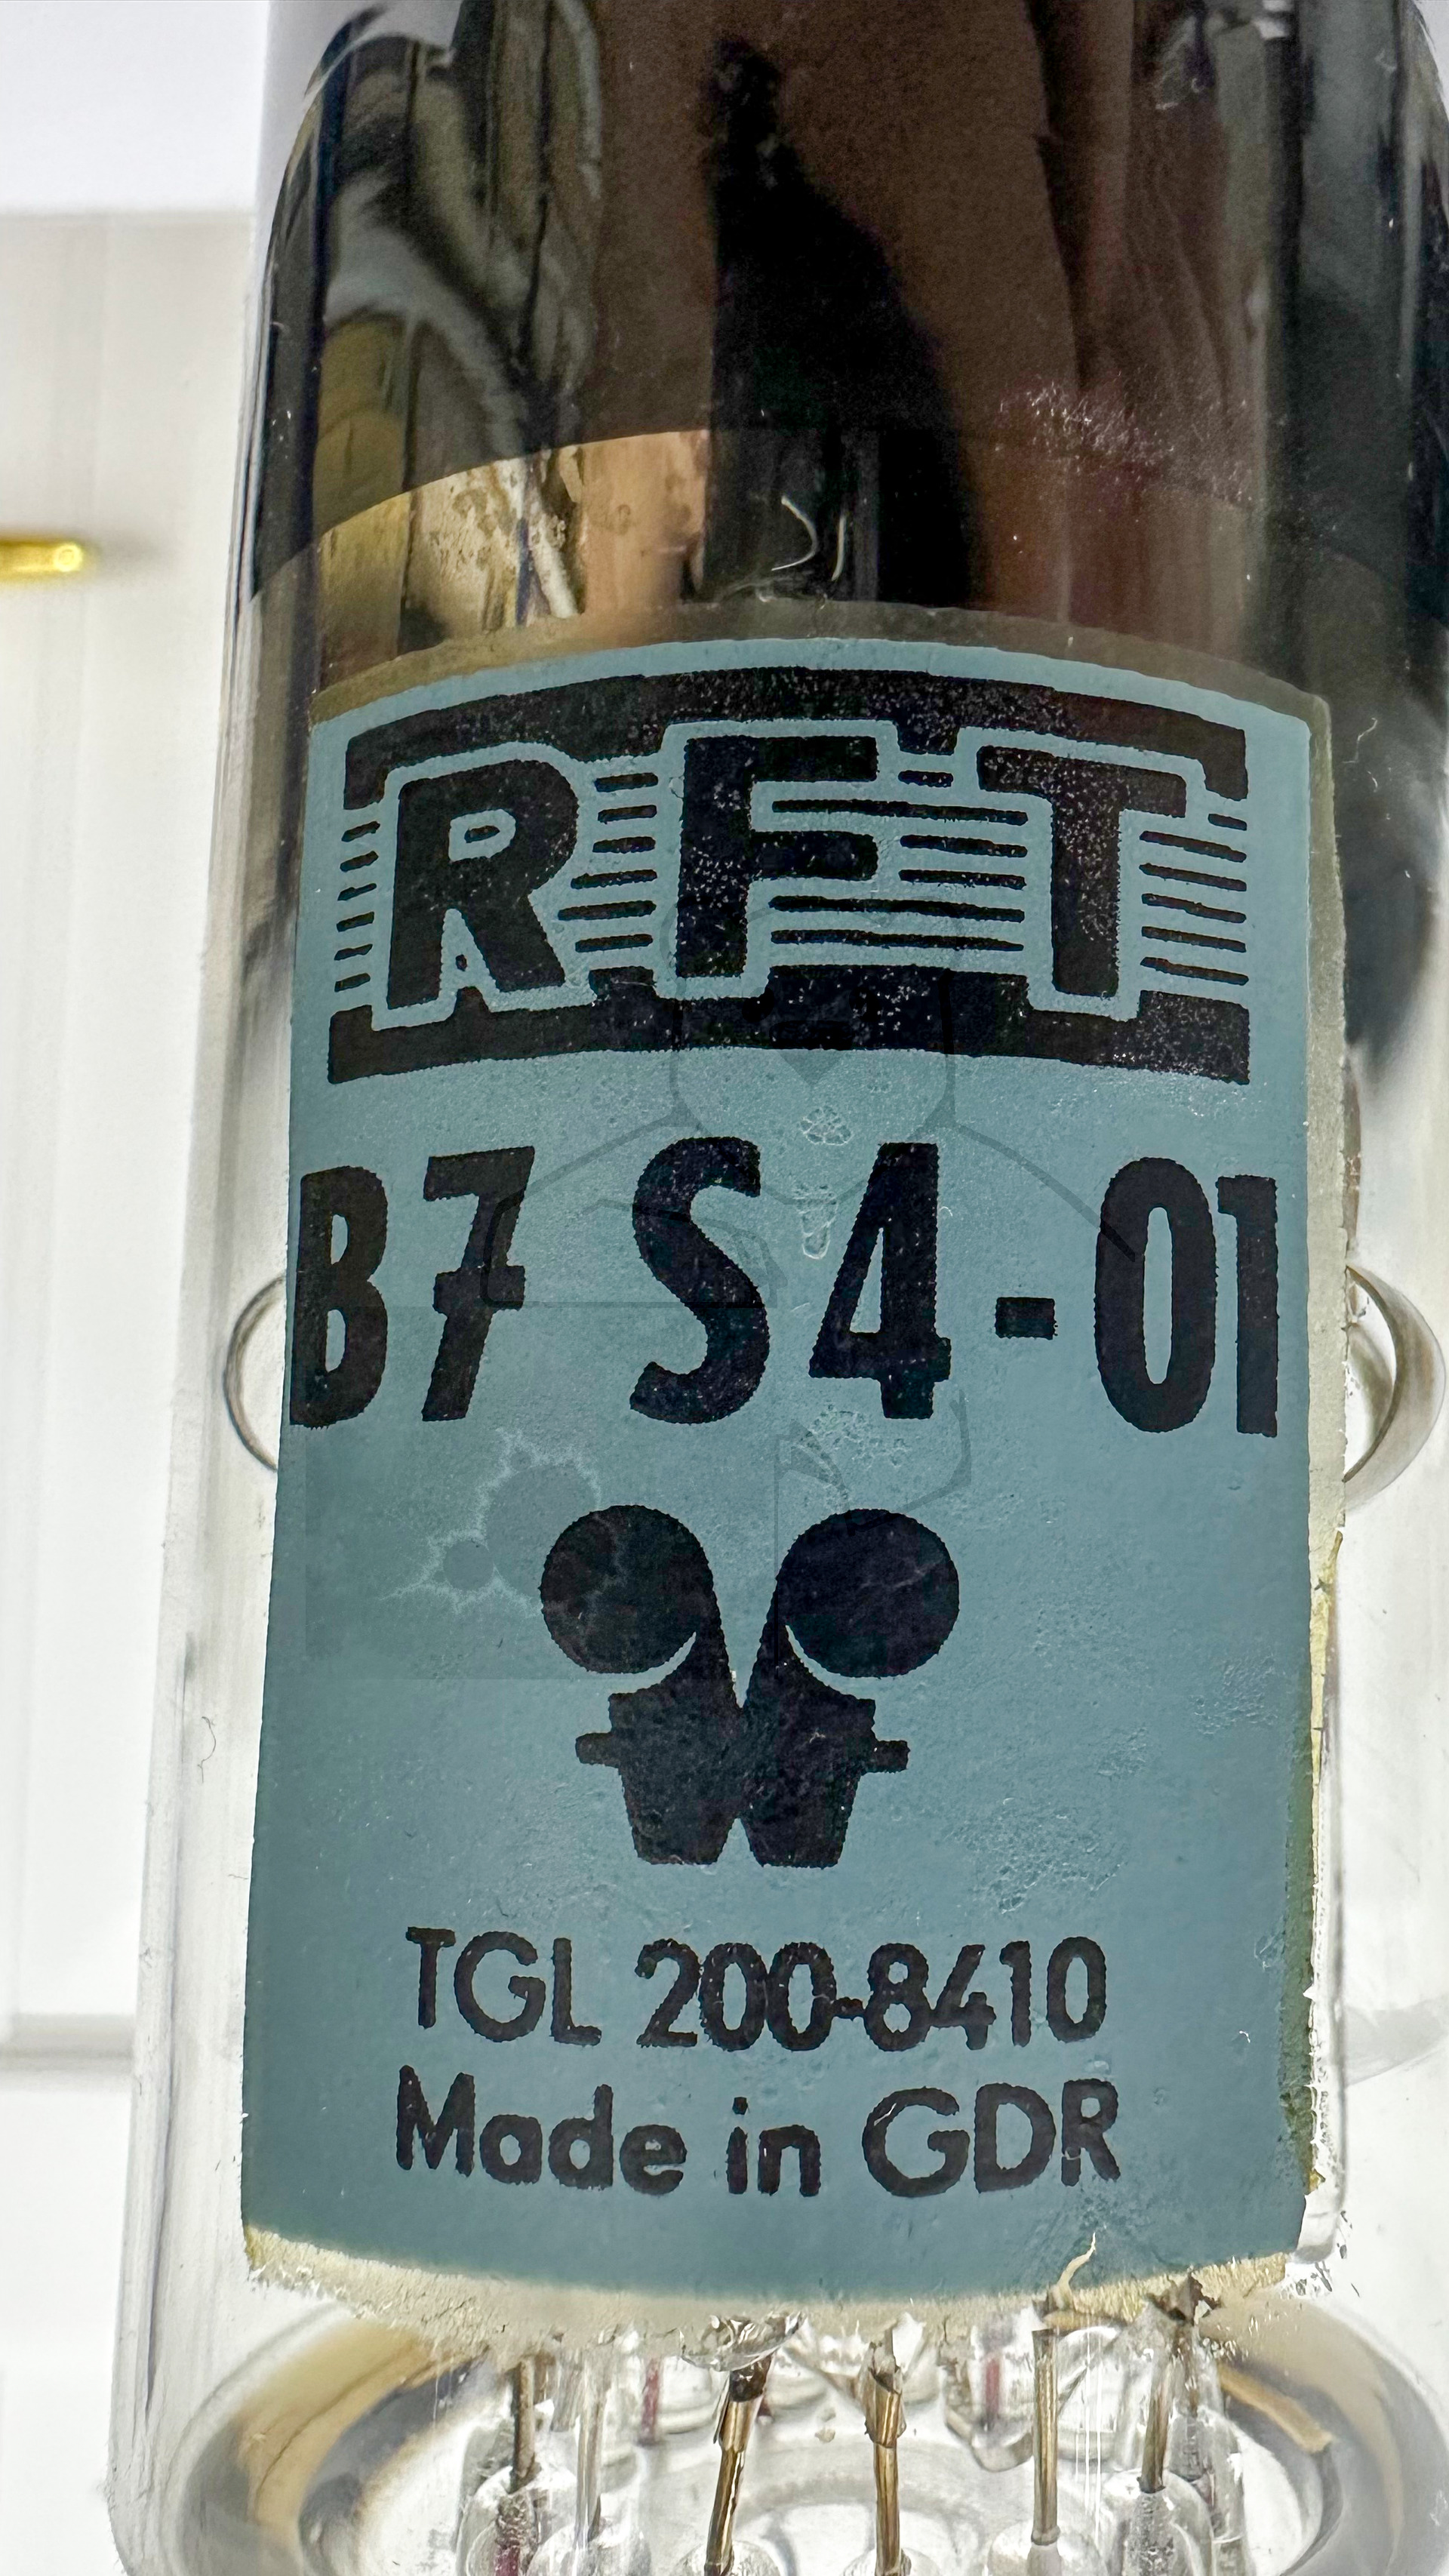 RFT
B7 S4-01
TGL 200-8410
Made in GDR